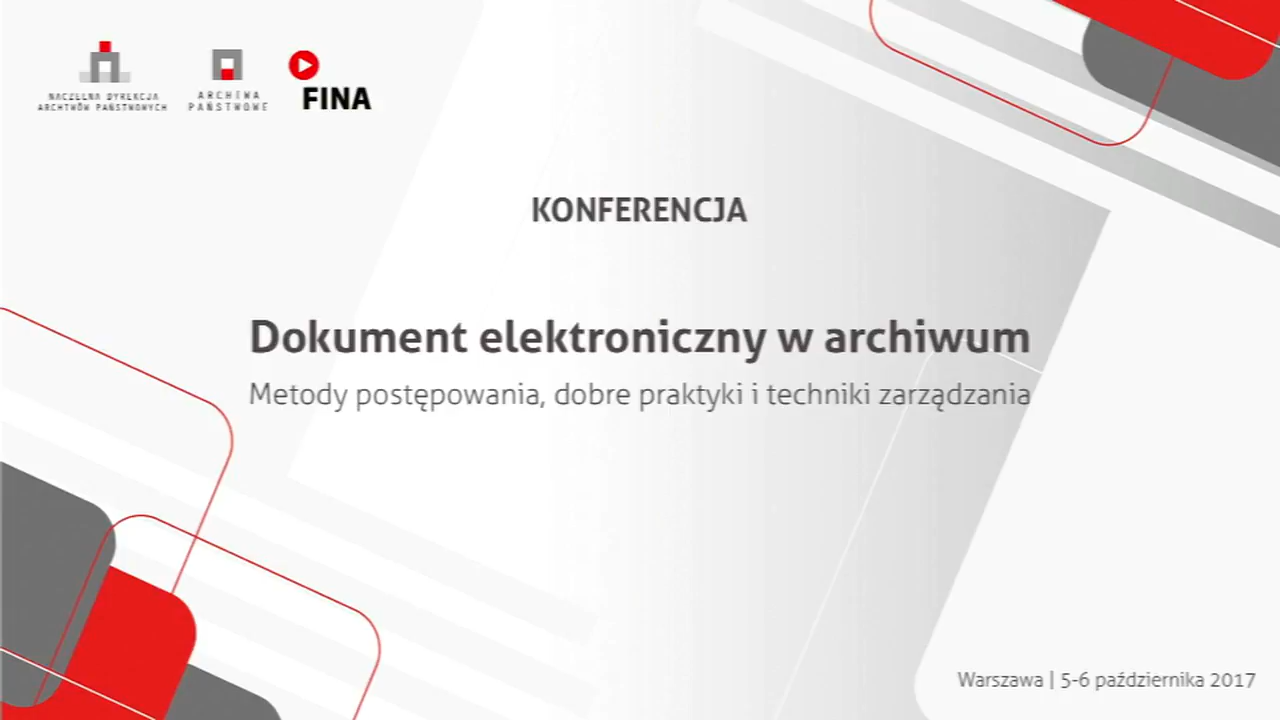 NACZELNA DYREKCJA
ARCHIWÓW PAŃSTWOWYCH
ARCHIWA
PAŃSTWOWE
FINA
KONFERENCJA
Dokument elektroniczny w archiwum
Metody postępowania, dobre praktyki i techniki zarządzania
Warszawa | 5-6 października 2017